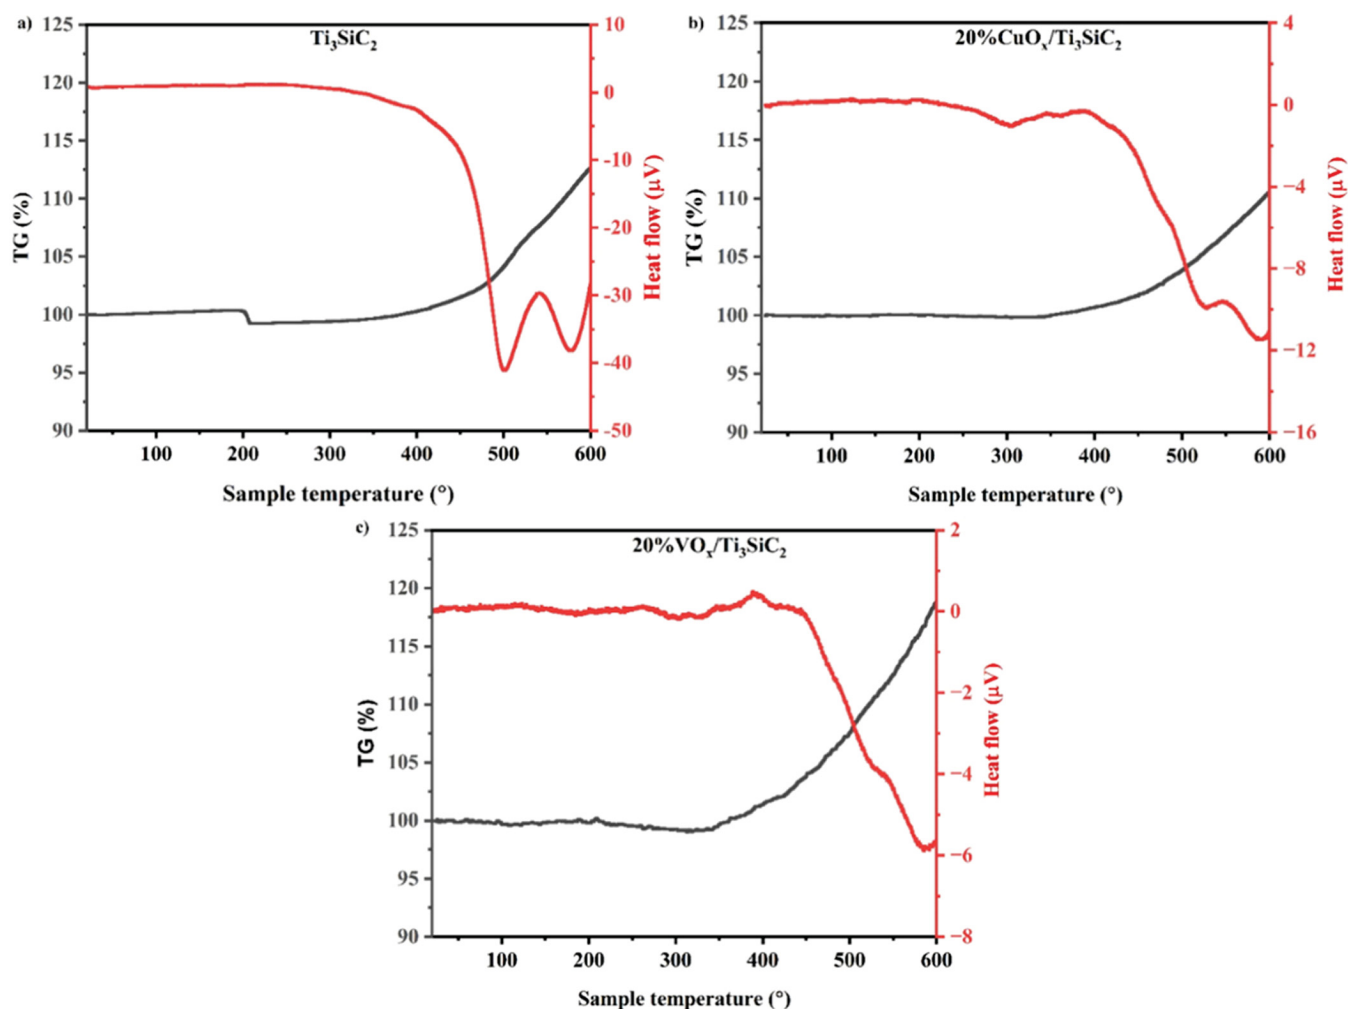 a)
Ti₃SiC₂
125
120
115
110
105
100
95
90
TG (%)
10
0
-10
-20
-30
-40
-50
Heat flow (µV)
100 200 300 400 500 600
Sample temperature (°)
b)
20%CuOₓ/Ti₃SiC₂
125
120
115
110
105
100
95
90
TG (%)
4
0
−4
−8
−12
−16
Heat flow (µV)
100 200 300 400 500 600
Sample temperature (°)
c)
20%VOₓ/Ti₃SiC₂
125
120
115
110
105
100
95
90
TG (%)
2
0
−2
−4
−6
−8
Heat flow (µV)
100 200 300 400 500 600
Sample temperature (°)